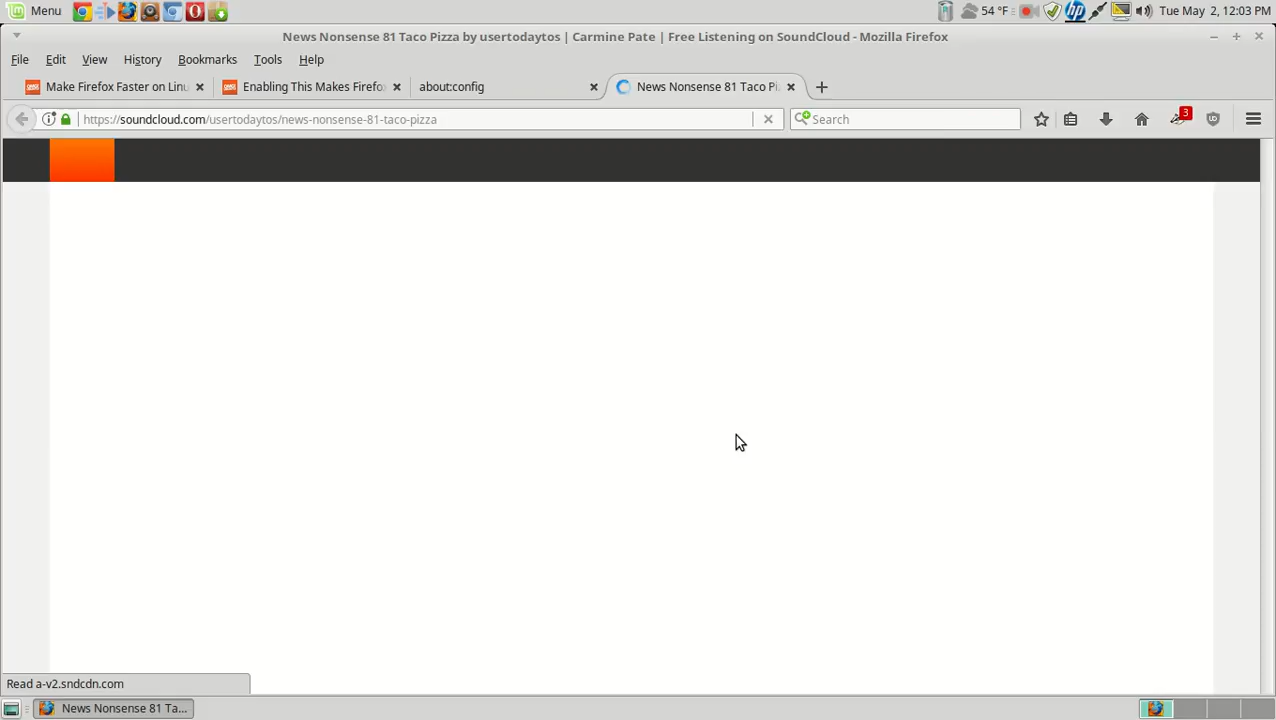 Menu
54 °F
Tue May 2, 12:03 PM
News Nonsense 81 Taco Pizza by usertodaytos | Carmine Pate | Free Listening on SoundCloud - Mozilla Firefox
File Edit View History Bookmarks Tools Help
Make Firefox Faster on Linu
Enabling This Makes Firefo
about:config
News Nonsense 81 Taco Pi
https://soundcloud.com/usertodaytos/news-nonsense-81-taco-pizza
Search
3
Read a-v2.sndcdn.com
News Nonsense 81 Ta...